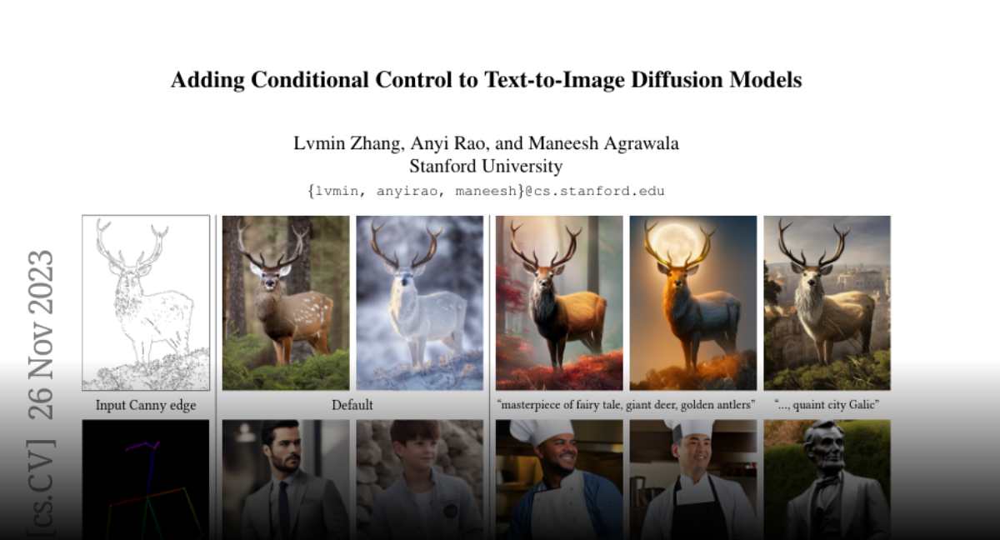 Adding Conditional Control to Text-to-Image Diffusion Models
Lvmin Zhang, Anyi Rao, and Maneesh Agrawala
Stanford University
{lvmin, anyirao, maneesh}@cs.stanford.edu
[cs.CV] 26 Nov 2023
Input Canny edge
Default
“masterpiece of fairy tale, giant deer, golden antlers”
“..., quaint city Galic”